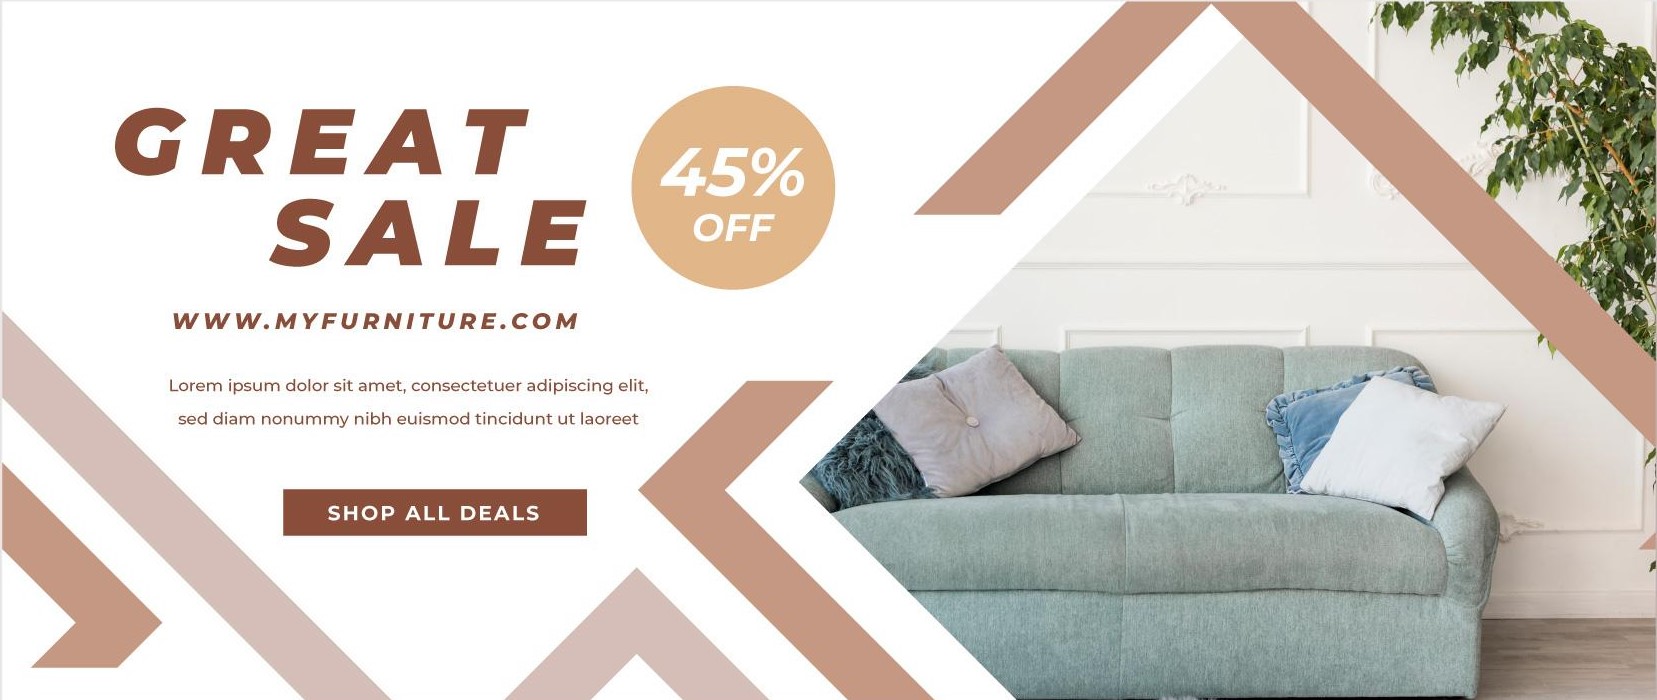 GREAT
SALE
45%
OFF
WWW.MYFURNITURE.COM
Lorem ipsum dolor sit amet, consectetuer adipiscing elit,
sed diam nonummy nibh euismod tincidunt ut laoreet
SHOP ALL DEALS